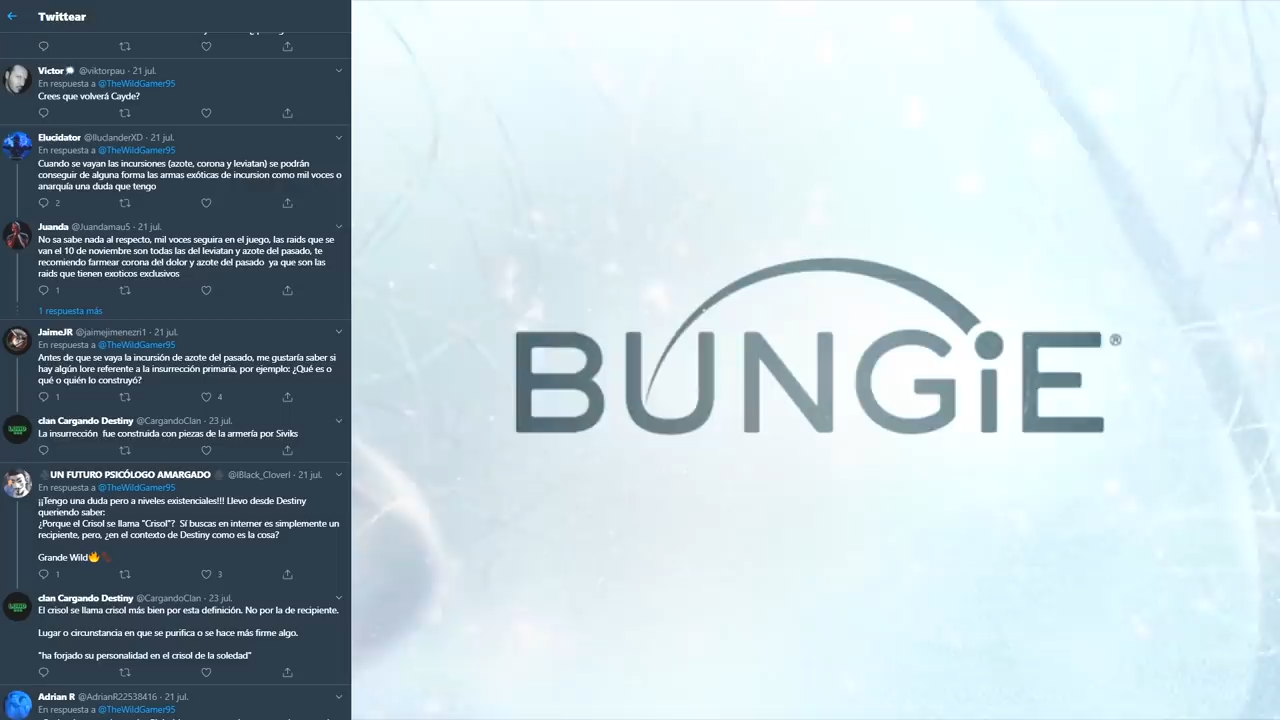 Twittear
Victor @viktorpau · 21 jul.
En respuesta a @TheWildGamer95
Crees que volverá Cayde?
Elucidator @IluclanderXD · 21 jul.
En respuesta a @TheWildGamer95
Cuando se vayan las incursiones (azote, corona y leviatan) se podrán
conseguir de alguna forma las armas exóticas de incursion como mil voces o
anarquía una duda que tengo
2
Juanda @Juandamau5 · 21 jul.
No sa sabe nada al respecto, mil voces seguira en el juego, las raids que se
van el 10 de noviembre son todas las del leviatan y azote del pasado, te
recomiendo farmear corona del dolor y azote del pasado ya que son las
raids que tienen exoticos exclusivos
1
1 respuesta más
JaimeJR @jaimejimenezri1 · 21 jul.
En respuesta a @TheWildGamer95
Antes de que se vaya la incursión de azote del pasado, me gustaría saber si
hay algún lore referente a la insurrección primaria, por ejemplo: ¿Qué es o
qué o quién lo construyó?
1 4
clan Cargando Destiny @CargandoClan · 23 jul.
La insurrección fue construida con piezas de la armería por Siviks
UN FUTURO PSICÓLOGO AMARGADO @IBlack_CloverI · 21 jul.
En respuesta a @TheWildGamer95
¡¡Tengo una duda pero a niveles existenciales!!! Llevo desde Destiny
queriendo saber:
¿Porque el Crisol se llama "Crisol"? Sí buscas en interner es simplemente un
recipiente, pero, ¿en el contexto de Destiny como es la cosa?
Grande Wild🔥
1 3
clan Cargando Destiny @CargandoClan · 23 jul.
El crisol se llama crisol más bien por esta definición. No por la de recipiente.
Lugar o circunstancia en que se purifica o se hace más firme algo.
"ha forjado su personalidad en el crisol de la soledad"
Adrian R @AdrianR22538416 · 21 jul.
En respuesta a @TheWildGamer95
BUNGiE®